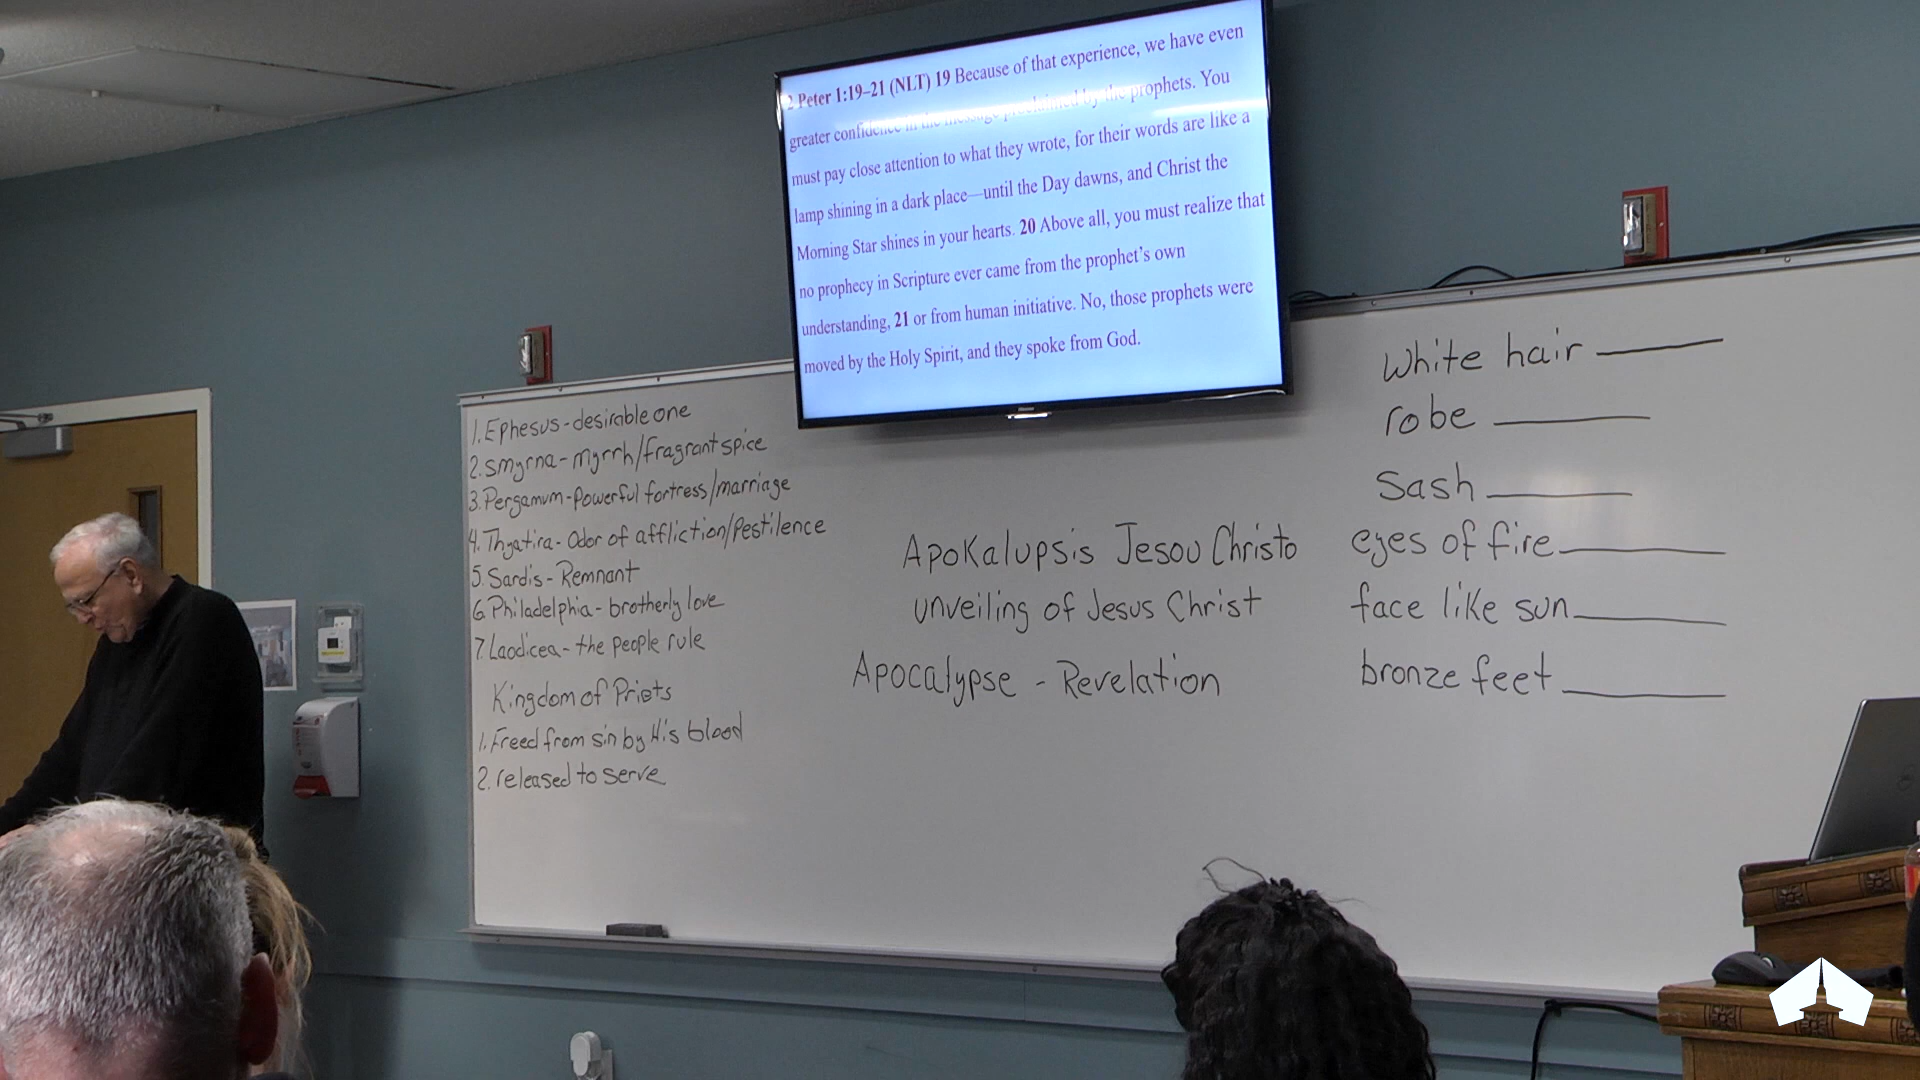 2 Peter 1:19–21 (NLT) 19 Because of that experience, we have even
greater confidence in the message proclaimed by the prophets. You
must pay close attention to what they wrote, for their words are like a
lamp shining in a dark place—until the Day dawns, and Christ the
Morning Star shines in your hearts. 20 Above all, you must realize that
no prophecy in Scripture ever came from the prophet’s own
understanding, 21 or from human initiative. No, those prophets were
moved by the Holy Spirit, and they spoke from God.
1. Ephesus - desirable one
2. Smyrna - myrrh/fragrant spice
3. Pergamum - Powerful fortress/marriage
4. Thyatira - Odor of affliction/Pestilence
5. Sardis - Remnant
6. Philadelphia - brotherly love
7. Laodicea - the people rule
Kingdom of Priets
1. Freed from sin by His blood
2. released to serve
Apokalupsis Jesou Christo
unveiling of Jesus Christ
Apocalypse - Revelation
White hair
robe
Sash
eyes of fire
face like sun
bronze feet